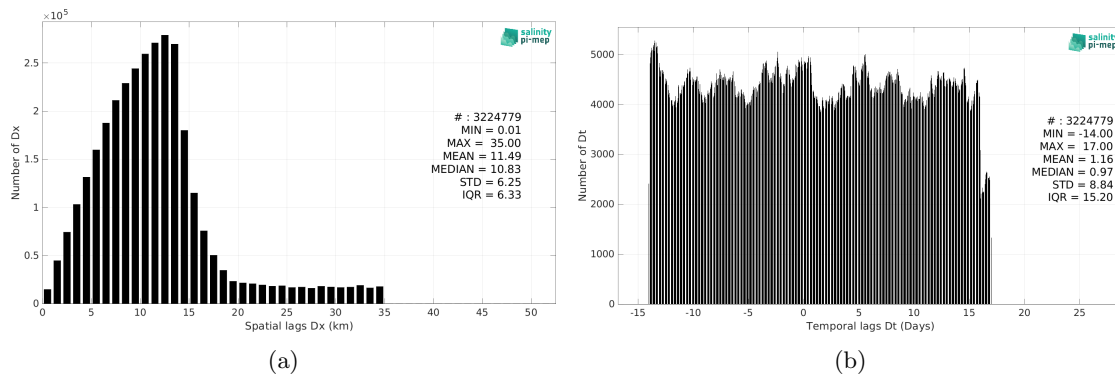 ×10⁵
salinity
pi-mep
2.5
2
1.5
1
0.5
0
Number of Dx
# : 3224779
MIN = 0.01
MAX = 35.00
MEAN = 11.49
MEDIAN = 10.83
STD = 6.25
IQR = 6.33
0 5 10 15 20 25 30 35 40 45 50
Spatial lags Dx (km)
(a)
salinity
pi-mep
5000
4000
3000
2000
1000
0
Number of Dt
# : 3224779
MIN = -14.00
MAX = 17.00
MEAN = 1.16
MEDIAN = 0.97
STD = 8.84
IQR = 15.20
-15 -10 -5 0 5 10 15 20 25
Temporal lags Dt (Days)
(b)